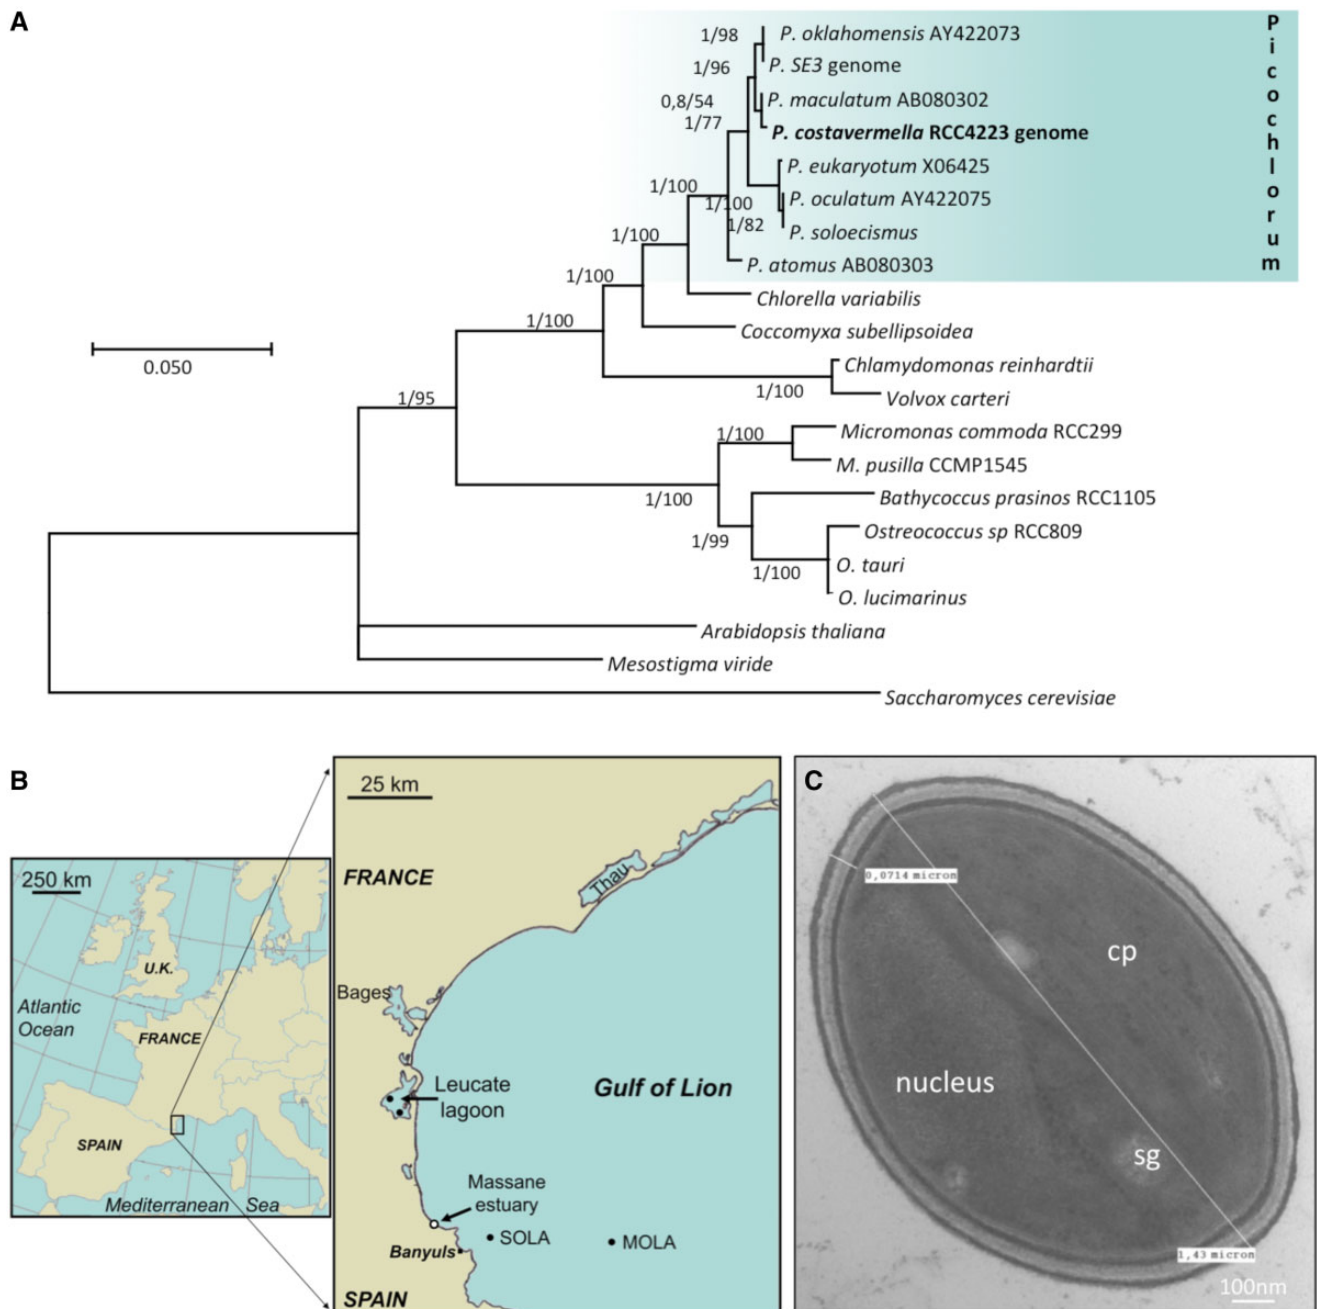 A
1/98
P. oklahomensis AY422073
1/96
P. SE3 genome
0,8/54
P. maculatum AB080302
1/77
P. costavermella RCC4223 genome
P. eukaryotum X06425
1/100
1/100
P. oculatum AY422075
1/82
P. soloecismus
1/100
P. atomus AB080303
Picochlorum
1/100
Chlorella variabilis
1/100
Coccomyxa subellipsoidea
0.050
Chlamydomonas reinhardtii
1/100
Volvox carteri
1/95
1/100
Micromonas commoda RCC299
M. pusilla CCMP1545
1/100
Bathycoccus prasinos RCC1105
Ostreococcus sp RCC809
1/99
O. tauri
1/100
O. lucimarinus
Arabidopsis thaliana
Mesostigma viride
Saccharomyces cerevisiae
B
250 km
U.K.
Atlantic
Ocean
FRANCE
SPAIN
Mediterranean Sea
25 km
FRANCE
Thau
Bages
Leucate
lagoon
Gulf of Lion
Massane
estuary
SOLA
MOLA
Banyuls
SPAIN
C
0,0714 micron
cp
nucleus
sg
1,43 micron
100nm